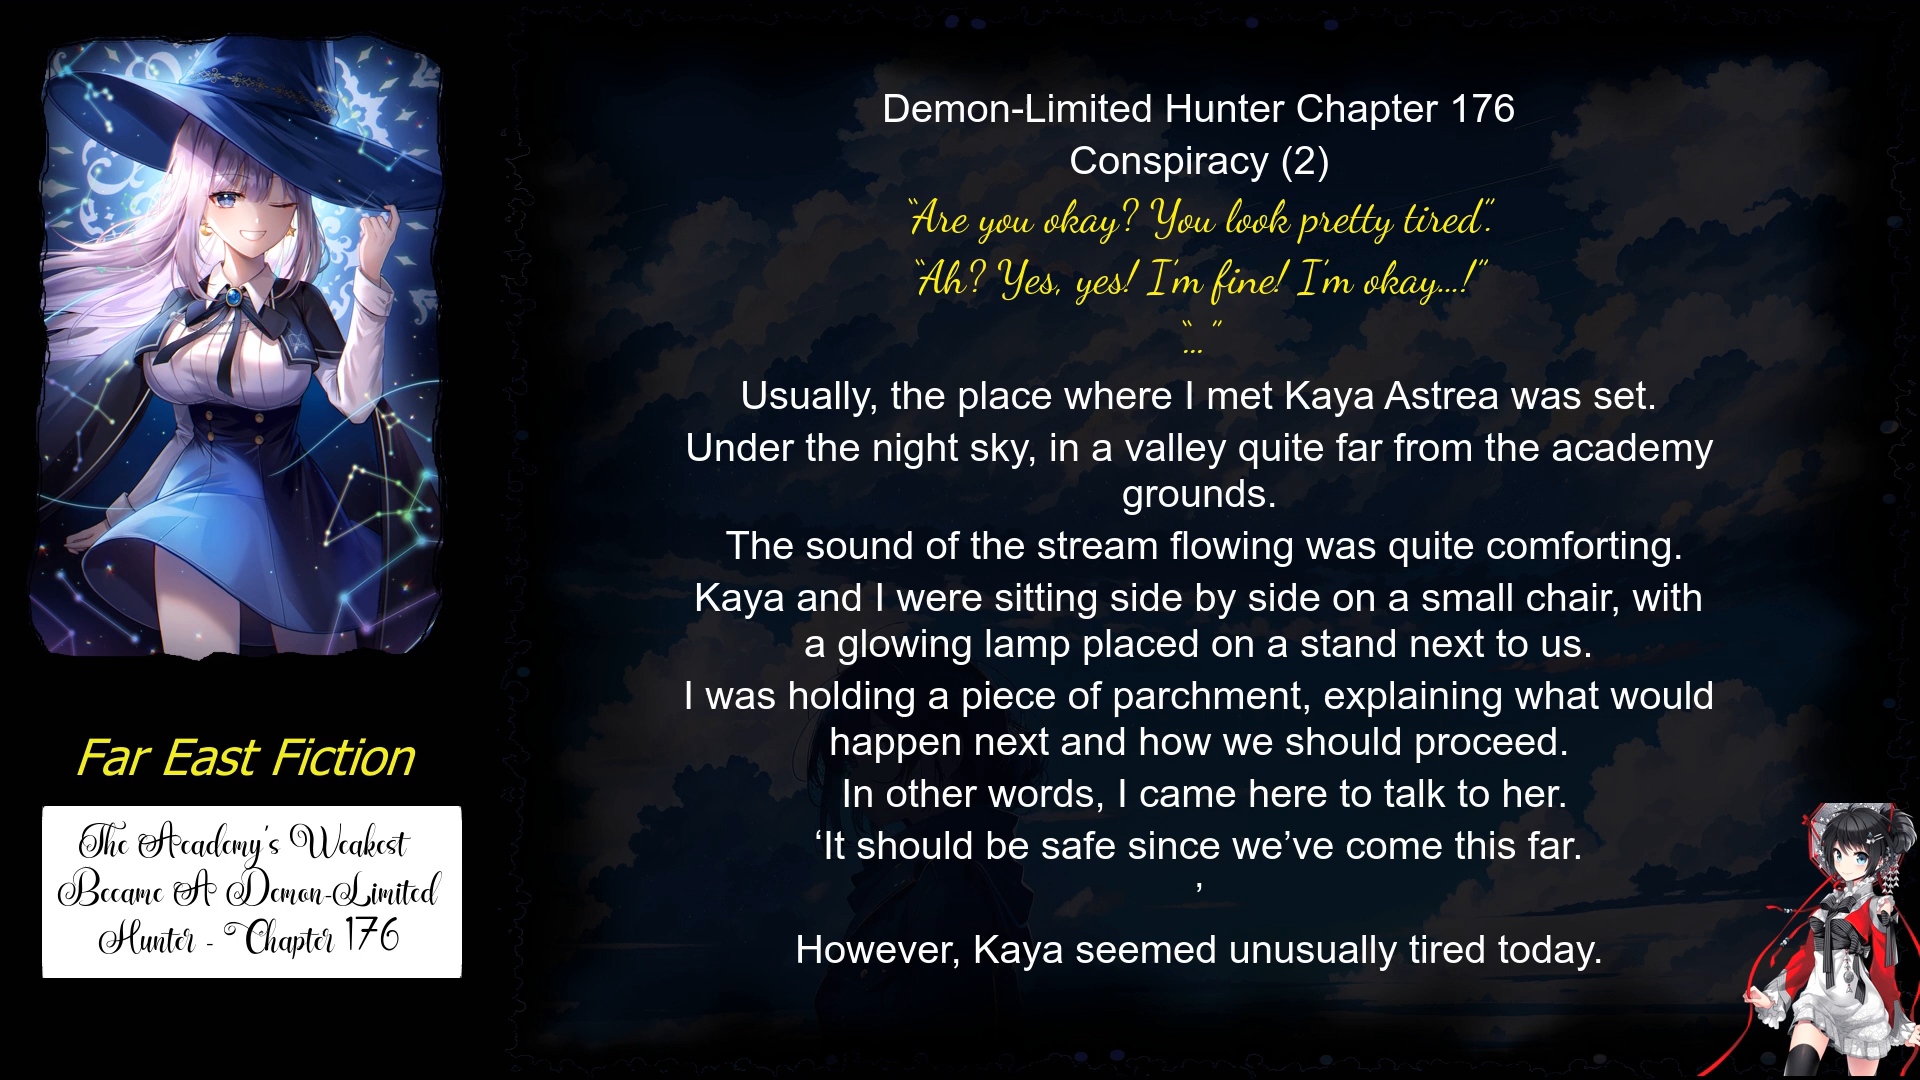 Demon-Limited Hunter Chapter 176
Conspiracy (2)
“Are you okay? You look pretty tired”.
“Ah? Yes, yes! I’m fine! I’m okay…!”
“… ”
Usually, the place where I met Kaya Astrea was set.
Under the night sky, in a valley quite far from the academy
grounds.
The sound of the stream flowing was quite comforting.
Kaya and I were sitting side by side on a small chair, with
a glowing lamp placed on a stand next to us.
I was holding a piece of parchment, explaining what would
happen next and how we should proceed.
In other words, I came here to talk to her.
‘It should be safe since we’ve come this far.
’
However, Kaya seemed unusually tired today.
Far East Fiction
The Academy's Weakest
Became A Demon-Limited
Hunter - Chapter 176